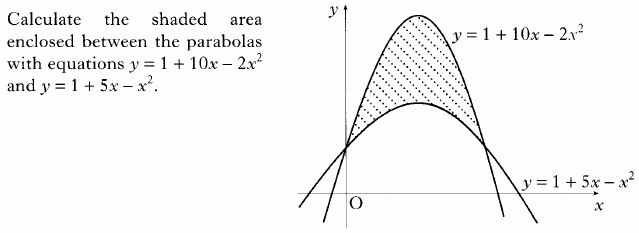 Calculate the shaded area
enclosed between the parabolas
with equations y = 1 + 10x – 2x²
and y = 1 + 5x – x².
y
y = 1 + 10x – 2x²
y = 1 + 5x – x²
O
x